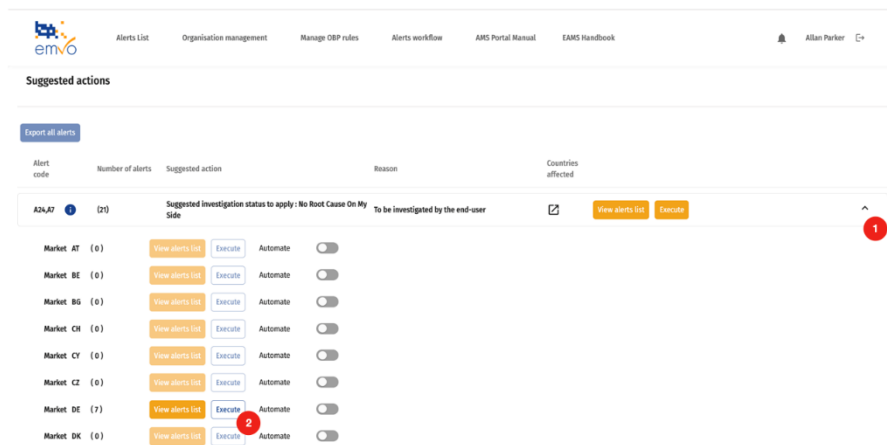 emvo
Alerts List Organisation management Manage OBP rules Alerts workflow AMS Portal Manual EAMS Handbook Allan Parker
Suggested actions
Export all alerts
Alert code Number of alerts Suggested action Reason Countries affected
A24,A7 i (21) Suggested investigation status to apply : No Root Cause On My Side To be investigated by the end-user View alerts list Execute
1
Market AT (0) View alerts list Execute Automate
Market BE (0) View alerts list Execute Automate
Market BG (0) View alerts list Execute Automate
Market CH (0) View alerts list Execute Automate
Market CY (0) View alerts list Execute Automate
Market CZ (0) View alerts list Execute Automate
Market DE (7) View alerts list Execute Automate
2
Market DK (0) View alerts list Execute Automate